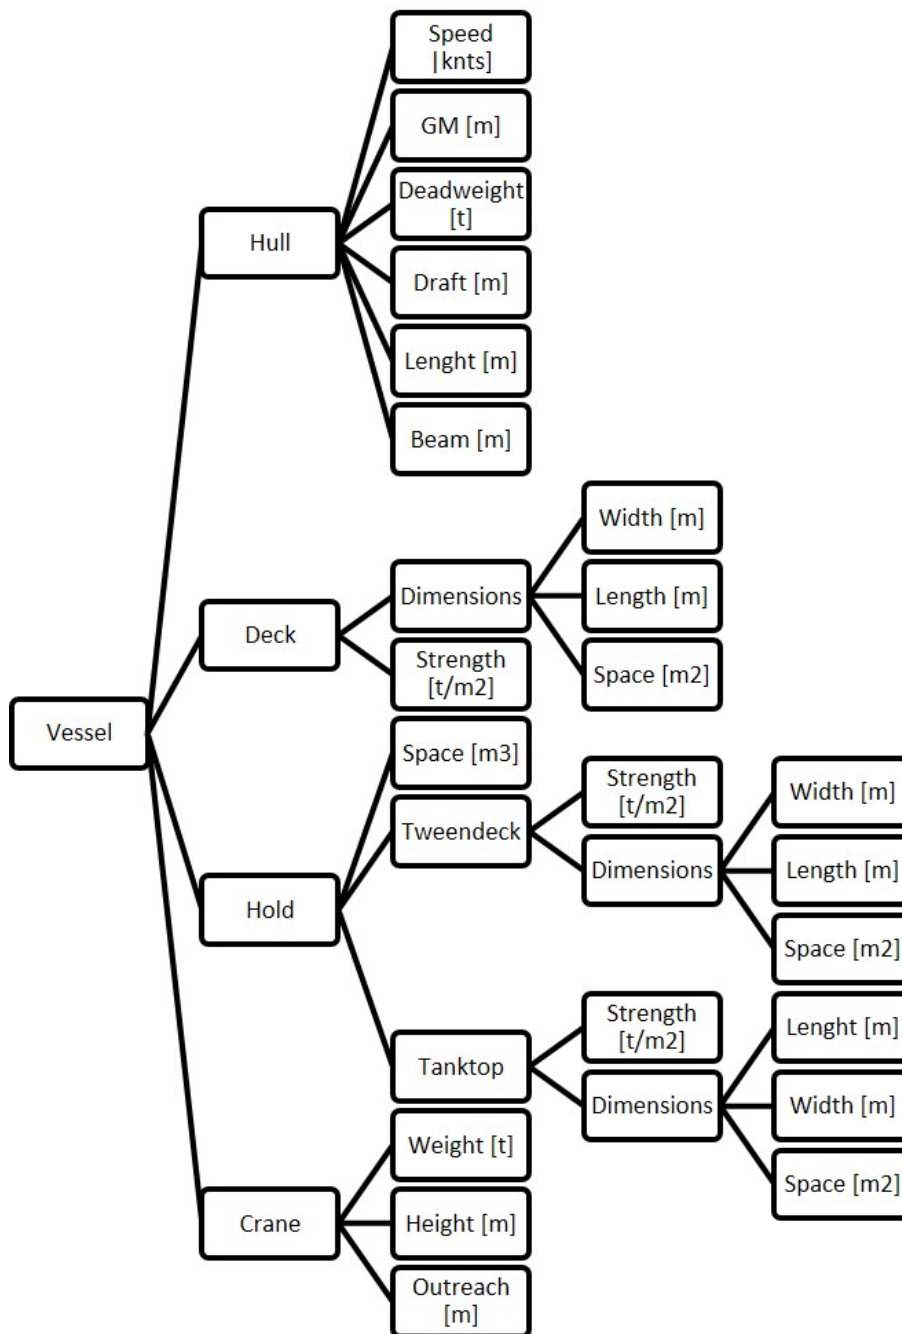 Speed
|knts]
GM [m]
Deadweight
[t]
Hull
Draft [m]
Lenght [m]
Beam [m]
Width [m]
Dimensions
Length [m]
Deck
Strength
[t/m2]
Space [m2]
Vessel
Space [m3]
Strength
[t/m2]
Width [m]
Tweendeck
Dimensions
Length [m]
Hold
Space [m2]
Strength
[t/m2]
Lenght [m]
Tanktop
Dimensions
Width [m]
Weight [t]
Space [m2]
Crane
Height [m]
Outreach
[m]